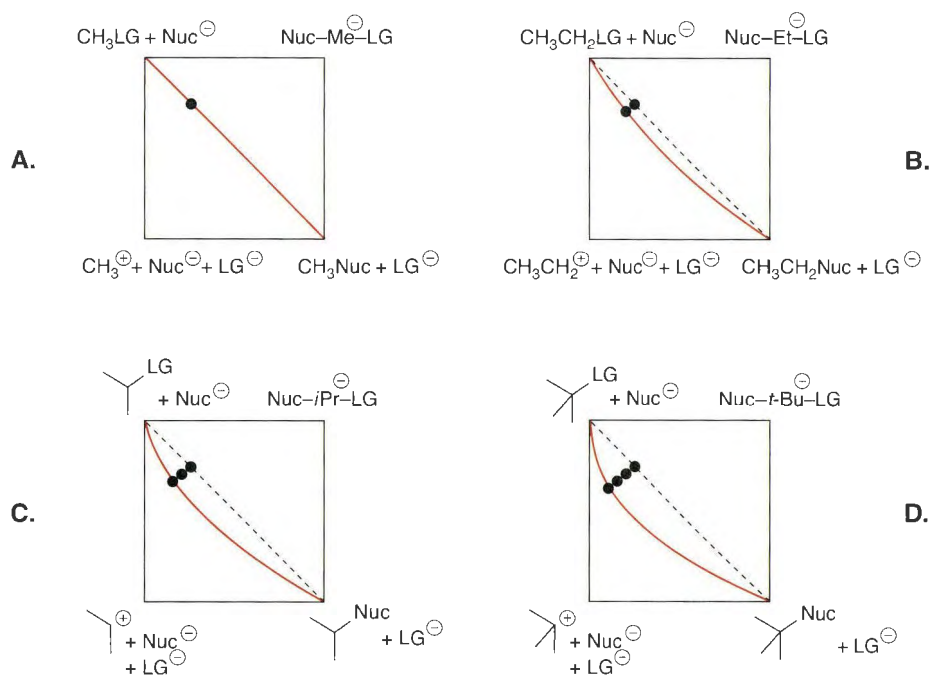 CH₃LG + Nuc⊖ Nuc–Me⊖–LG
A.
CH₃⊕ + Nuc⊖ + LG⊖ CH₃Nuc + LG⊖
CH₃CH₂LG + Nuc⊖ Nuc–Et⊖–LG
B.
CH₃CH₂⊕ + Nuc⊖ + LG⊖ CH₃CH₂Nuc + LG⊖
LG
+ Nuc⊖ Nuc–iPr⊖–LG
C.
⊕ Nuc
+ Nuc⊖ + LG⊖
+ LG⊖
LG
+ Nuc⊖ Nuc–t-Bu⊖–LG
D.
⊕ Nuc
+ Nuc⊖ + LG⊖
+ LG⊖